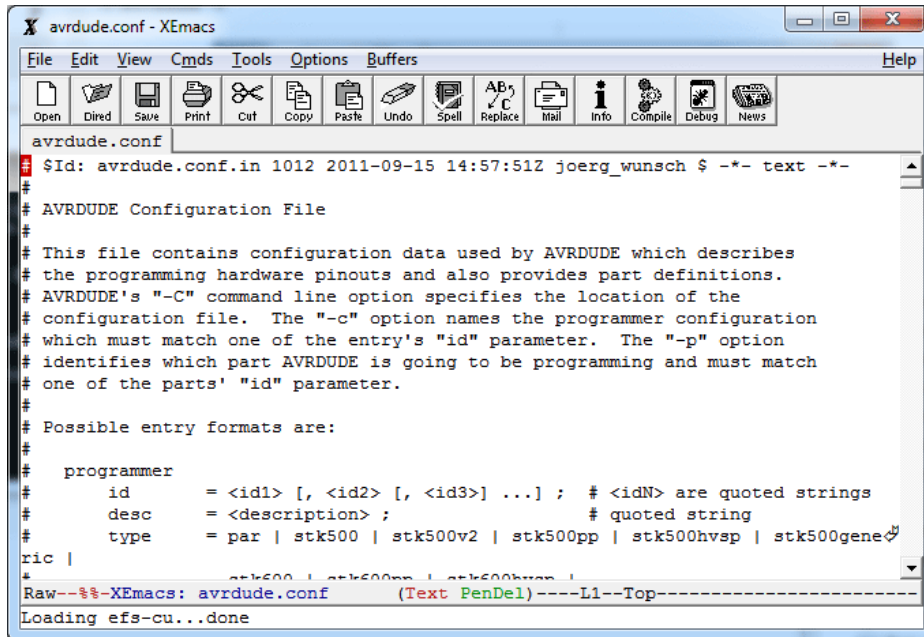 avrdude.conf - XEmacs
File Edit View Cmds Tools Options Buffers Help
Open Dired Save Print Cut Copy Paste Undo Spell Replace Mail Info Compile Debug News
avrdude.conf
# $Id: avrdude.conf.in 1012 2011-09-15 14:57:51Z joerg_wunsch $ -*- text -*-
#
# AVRDUDE Configuration File
#
# This file contains configuration data used by AVRDUDE which describes
# the programming hardware pinouts and also provides part definitions.
# AVRDUDE's "-C" command line option specifies the location of the
# configuration file.  The "-c" option names the programmer configuration
# which must match one of the entry's "id" parameter.  The "-p" option
# identifies which part AVRDUDE is going to be programming and must match
# one of the parts' "id" parameter.
#
# Possible entry formats are:
#
#   programmer
#       id       = <id1> [, <id2> [, <id3>] ...] ;  # <idN> are quoted strings
#       desc     = <description> ;                  # quoted string
#       type     = par | stk500 | stk500v2 | stk500pp | stk500hvsp | stk500gene
ric |
#                  stk600 | stk600pp | stk600hvsp |
Raw--%%-XEmacs: avrdude.conf      (Text PenDel)----L1--Top------------------------
Loading efs-cu...done